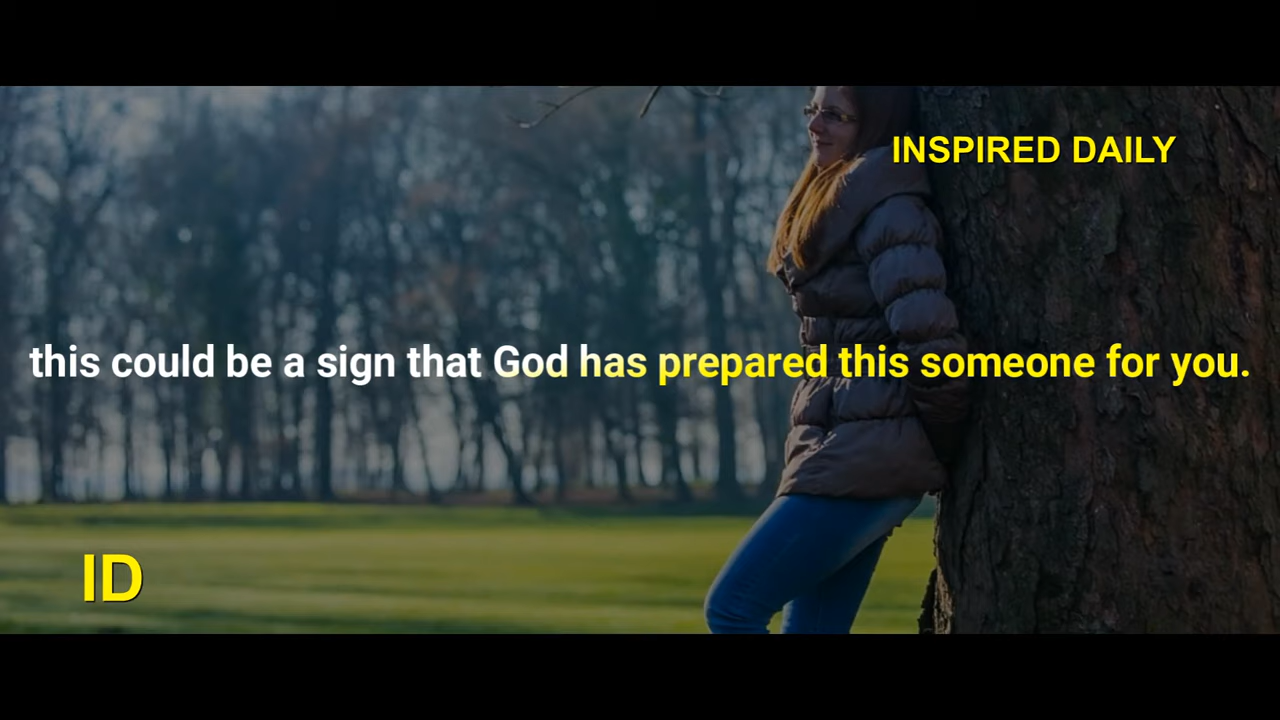 INSPIRED DAILY
this could be a sign that God has prepared this someone for you.
ID